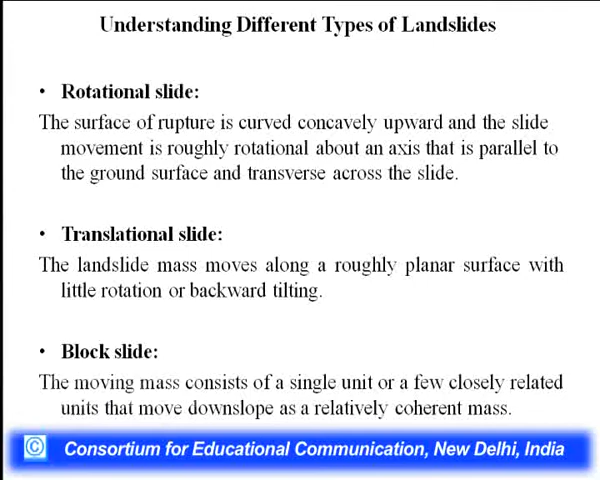 Understanding Different Types of Landslides
• Rotational slide:
The surface of rupture is curved concavely upward and the slide
movement is roughly rotational about an axis that is parallel to
the ground surface and transverse across the slide.
• Translational slide:
The landslide mass moves along a roughly planar surface with
little rotation or backward tilting.
• Block slide:
The moving mass consists of a single unit or a few closely related
units that move downslope as a relatively coherent mass.
© Consortium for Educational Communication, New Delhi, India